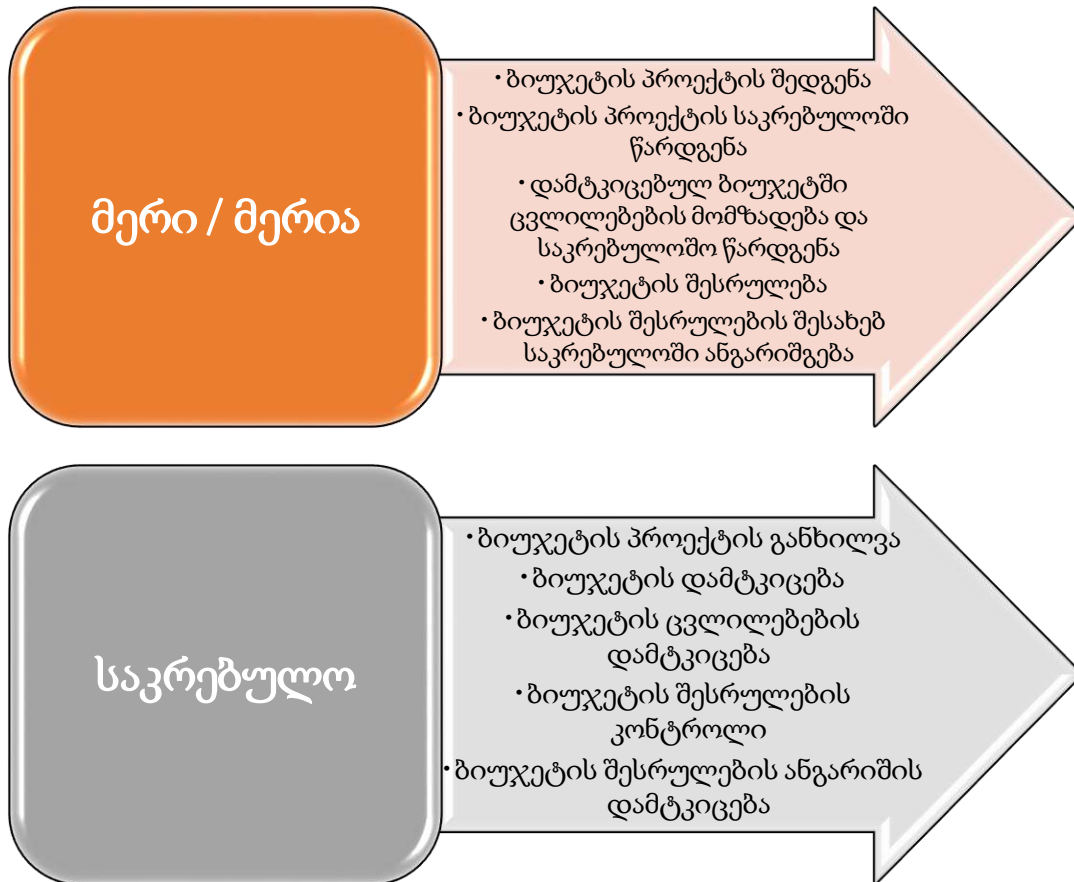 მერი / მერია
• ბიუჯეტის პროექტის შედგენა
• ბიუჯეტის პროექტის საკრებულოში
წარდგენა
• დამტკიცებულ ბიუჯეტში
ცვლილებების მომზადება და
საკრებულოშო წარდგენა
• ბიუჯეტის შესრულება
• ბიუჯეტის შესრულების შესახებ
საკრებულოში ანგარიშგება
საკრებულო
• ბიუჯეტის პროექტის განხილვა
• ბიუჯეტის დამტკიცება
• ბიუჯეტის ცვლილებების
დამტკიცება
• ბიუჯეტის შესრულების
კონტროლი
• ბიუჯეტის შესრულების ანგარიშის
დამტკიცება